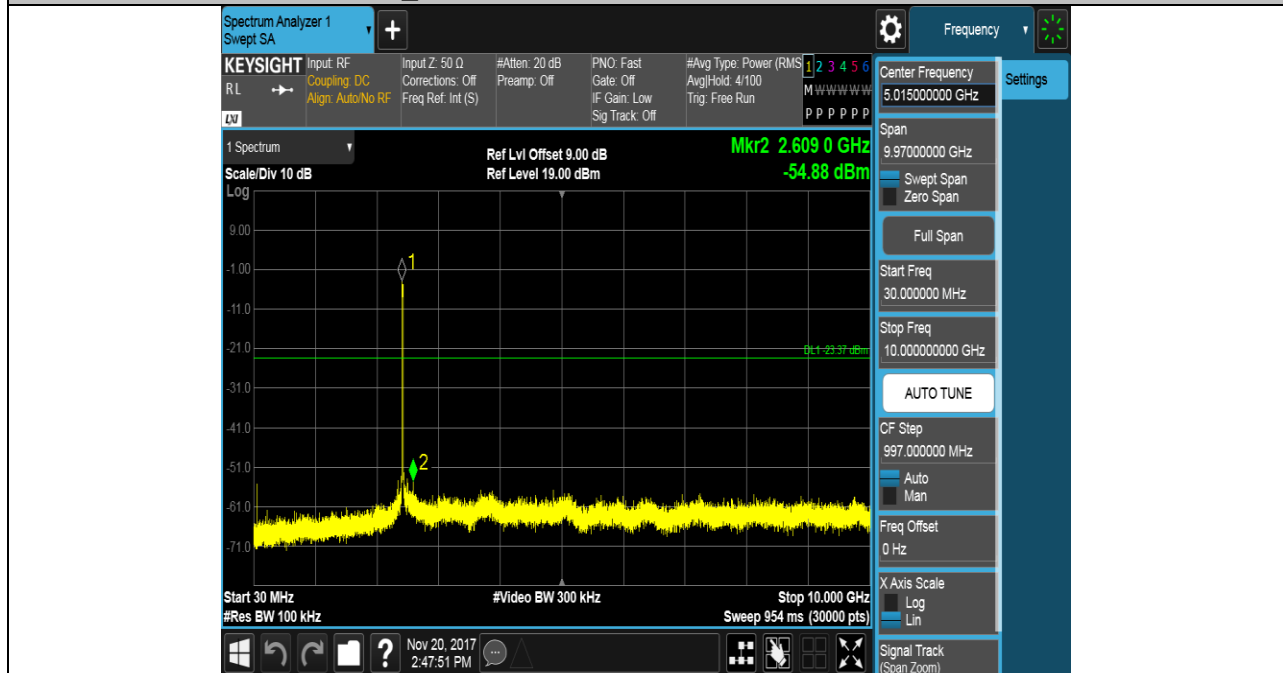 Spectrum Analyzer 1
Swept SA
+
Frequency
KEYSIGHT
RL
LXI
Input: RF
Coupling: DC
Align: Auto/No RF
Input Z: 50 Ω
Corrections: Off
Freq Ref: Int (S)
#Atten: 20 dB
Preamp: Off
PNO: Fast
Gate: Off
IF Gain: Low
Sig Track: Off
#Avg Type: Power (RMS
Avg|Hold: 4/100
Trig: Free Run
1 2 3 4 5 6
M W W W W W
P P P P P P
1 Spectrum
Scale/Div 10 dB
Ref Lvl Offset 9.00 dB
Ref Level 19.00 dBm
Mkr2 2.609 0 GHz
-54.88 dBm
Log
9.00
-1.00
-11.0
-21.0
-31.0
-41.0
-51.0
-61.0
-71.0
1
2
DL1 -23.37 dBm
Start 30 MHz
#Res BW 100 kHz
#Video BW 300 kHz
Stop 10.000 GHz
Sweep 954 ms (30000 pts)
Nov 20, 2017
2:47:51 PM
?
Center Frequency
5.015000000 GHz
Span
9.97000000 GHz
Swept Span
Zero Span
Full Span
Start Freq
30.000000 MHz
Stop Freq
10.000000000 GHz
AUTO TUNE
CF Step
997.000000 MHz
Auto
Man
Freq Offset
0 Hz
X Axis Scale
Log
Lin
Signal Track
(Span Zoom)
Settings